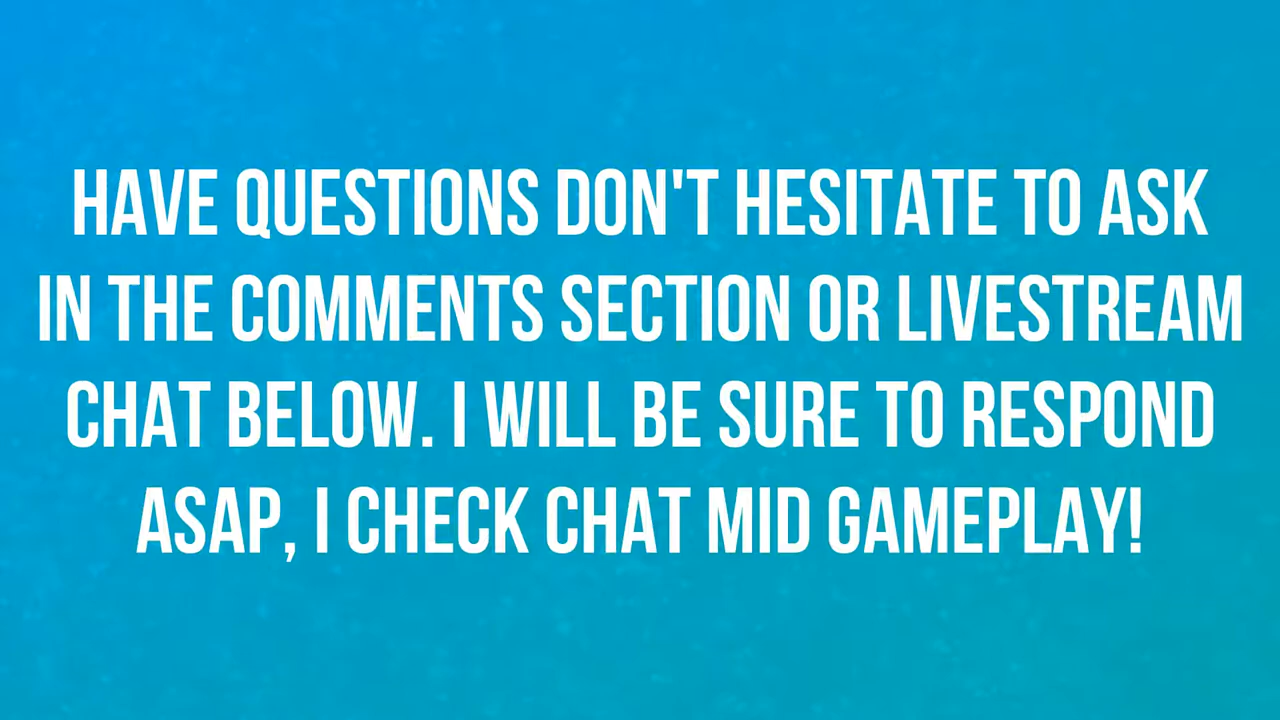 HAVE QUESTIONS DON'T HESITATE TO ASK
IN THE COMMENTS SECTION OR LIVESTREAM
CHAT BELOW. I WILL BE SURE TO RESPOND
ASAP, I CHECK CHAT MID GAMEPLAY!